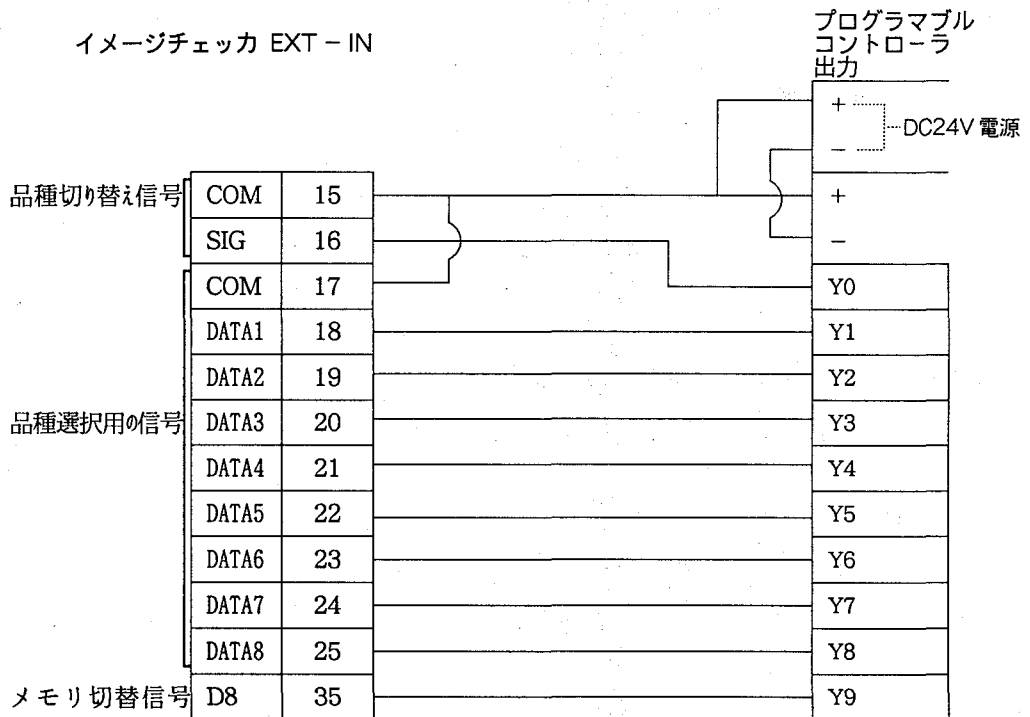 プログラマブル
コントローラ
出力
イメージチェッカ EXT－IN
＋
DC24V 電源
－
品種切り替え信号 COM 15 ＋
SIG 16 －
COM 17 Y0
DATA1 18 Y1
DATA2 19 Y2
品種選択用の信号 DATA3 20 Y3
DATA4 21 Y4
DATA5 22 Y5
DATA6 23 Y6
DATA7 24 Y7
DATA8 25 Y8
メモリ切替信号 D8 35 Y9